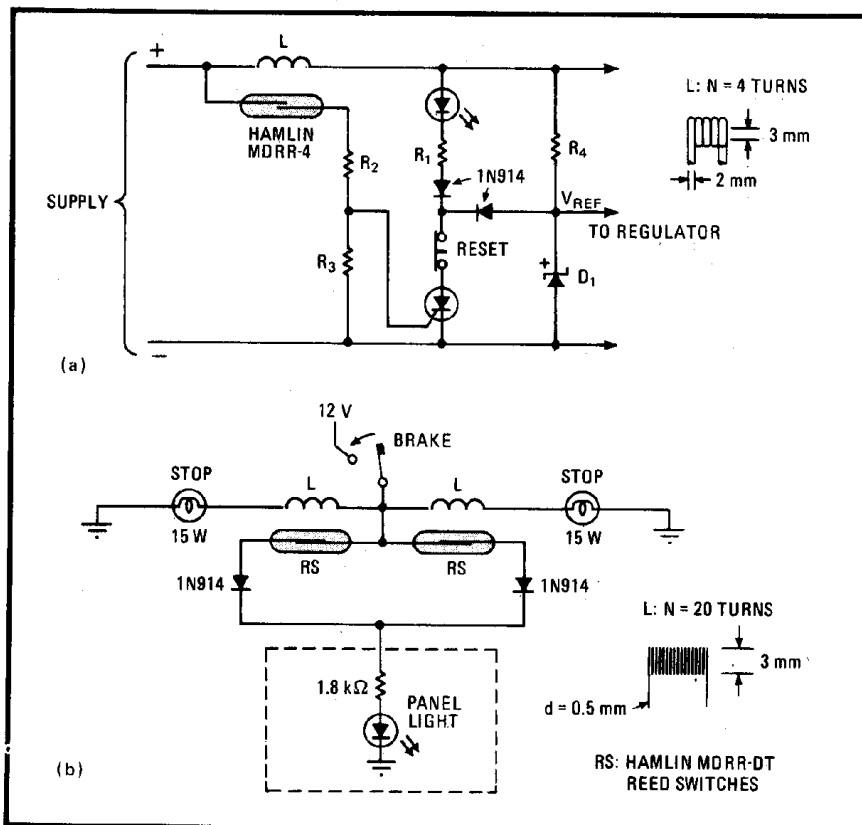 L
+
HAMLIN
MDRR-4
R2
R1
R4
1N914
VREF
SUPPLY
TO REGULATOR
RESET
R3
+
D1
–
(a)
L: N = 4 TURNS
3 mm
2 mm
12 V
BRAKE
STOP
L
L
STOP
15 W
15 W
RS
RS
1N914
1N914
1.8 kΩ
PANEL
LIGHT
(b)
L: N = 20 TURNS
3 mm
d = 0.5 mm
RS: HAMLIN MDRR-DT
REED SWITCHES